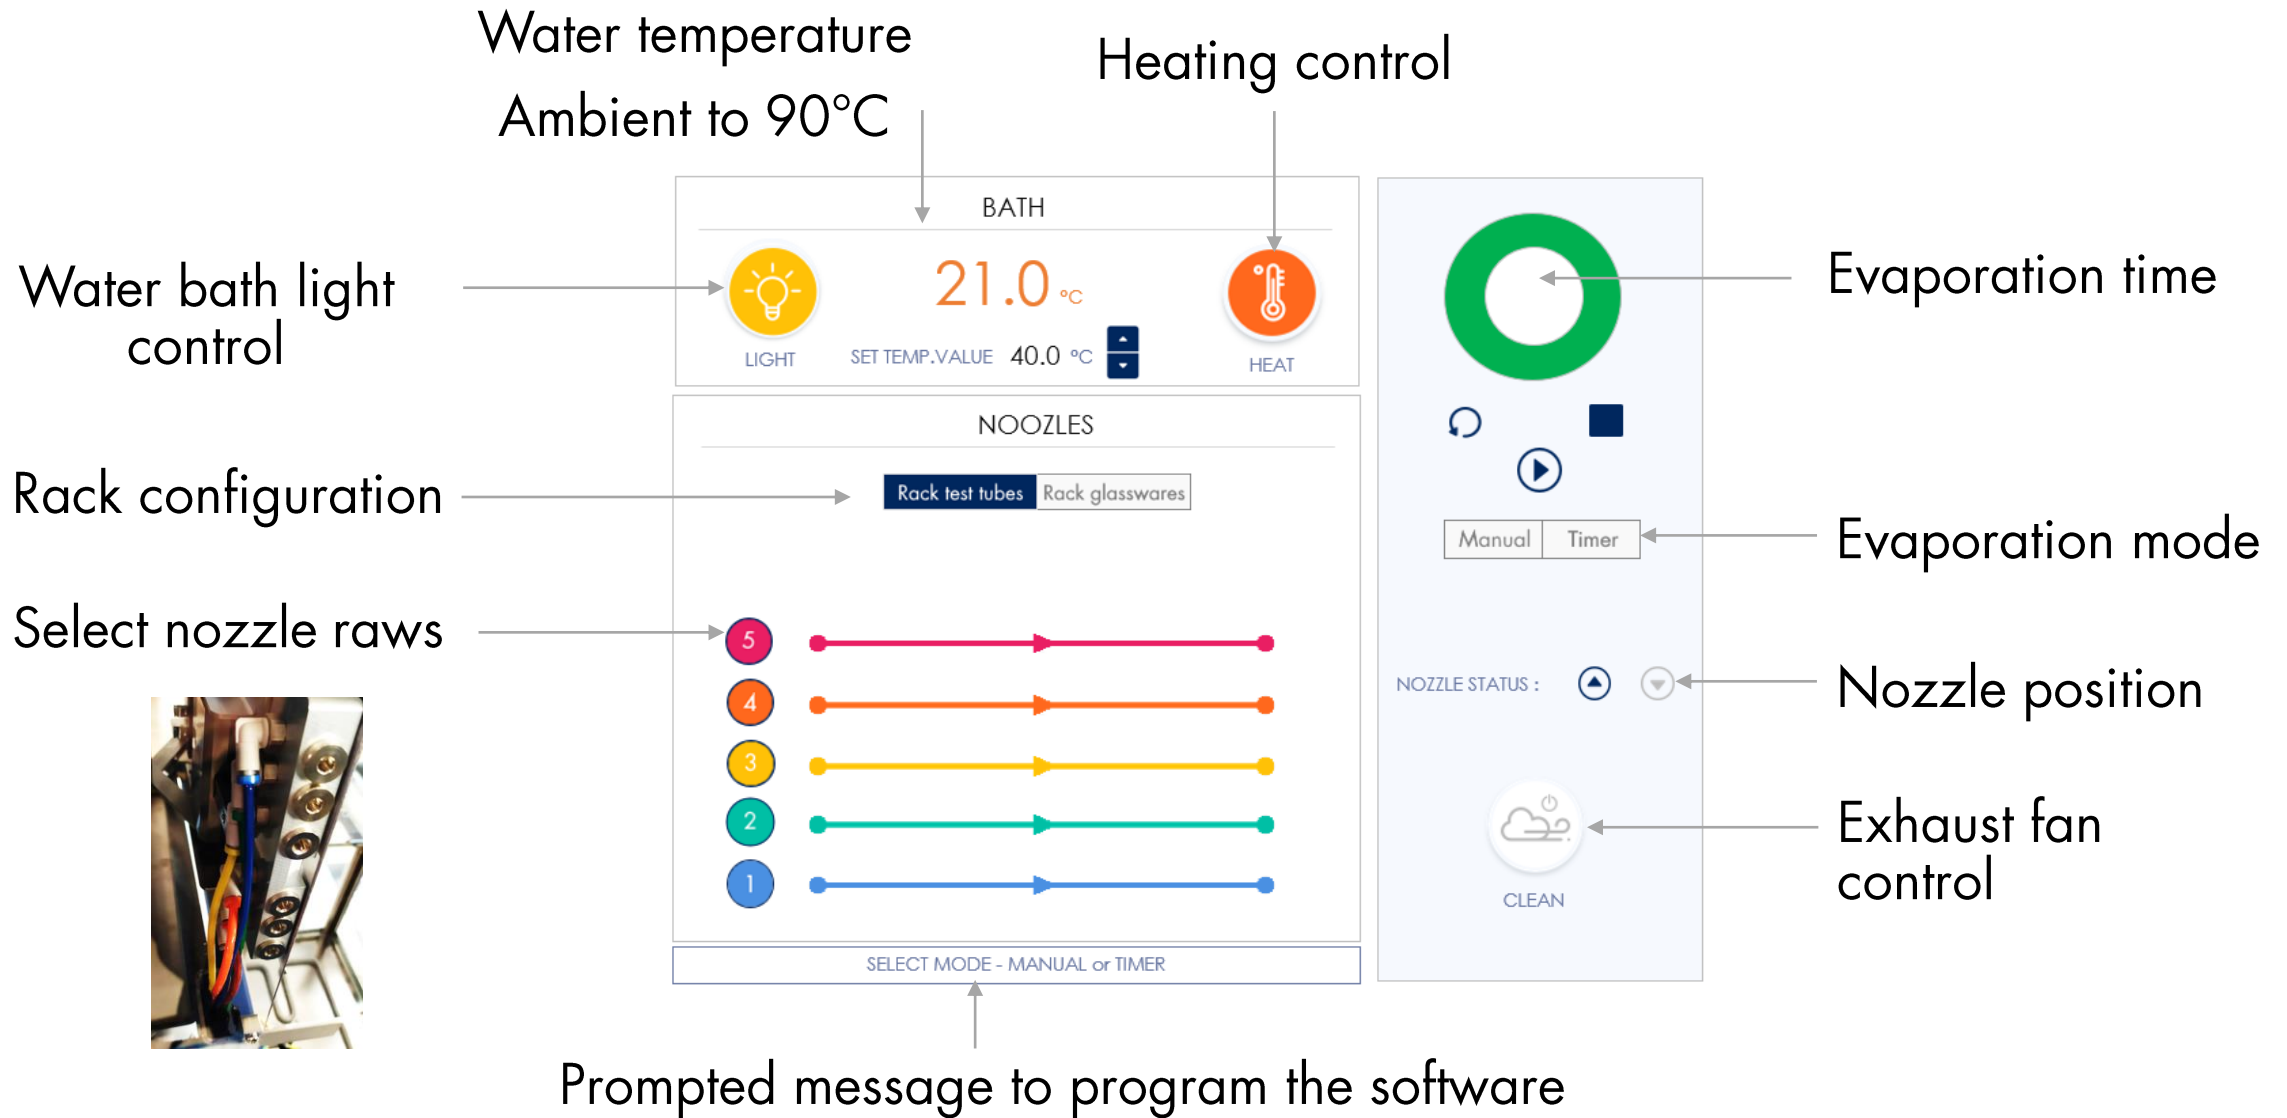 Water temperature
Ambient to 90°C
Heating control
BATH
Water bath light
control
21.0 °C
LIGHT
SET TEMP.VALUE 40.0 °C
HEAT
Evaporation time
NOOZLES
Rack configuration
Rack test tubes Rack glasswares
Manual Timer
Evaporation mode
Select nozzle raws
5
4
3
2
1
NOZZLE STATUS :
Nozzle position
Exhaust fan
control
CLEAN
SELECT MODE - MANUAL or TIMER
Prompted message to program the software